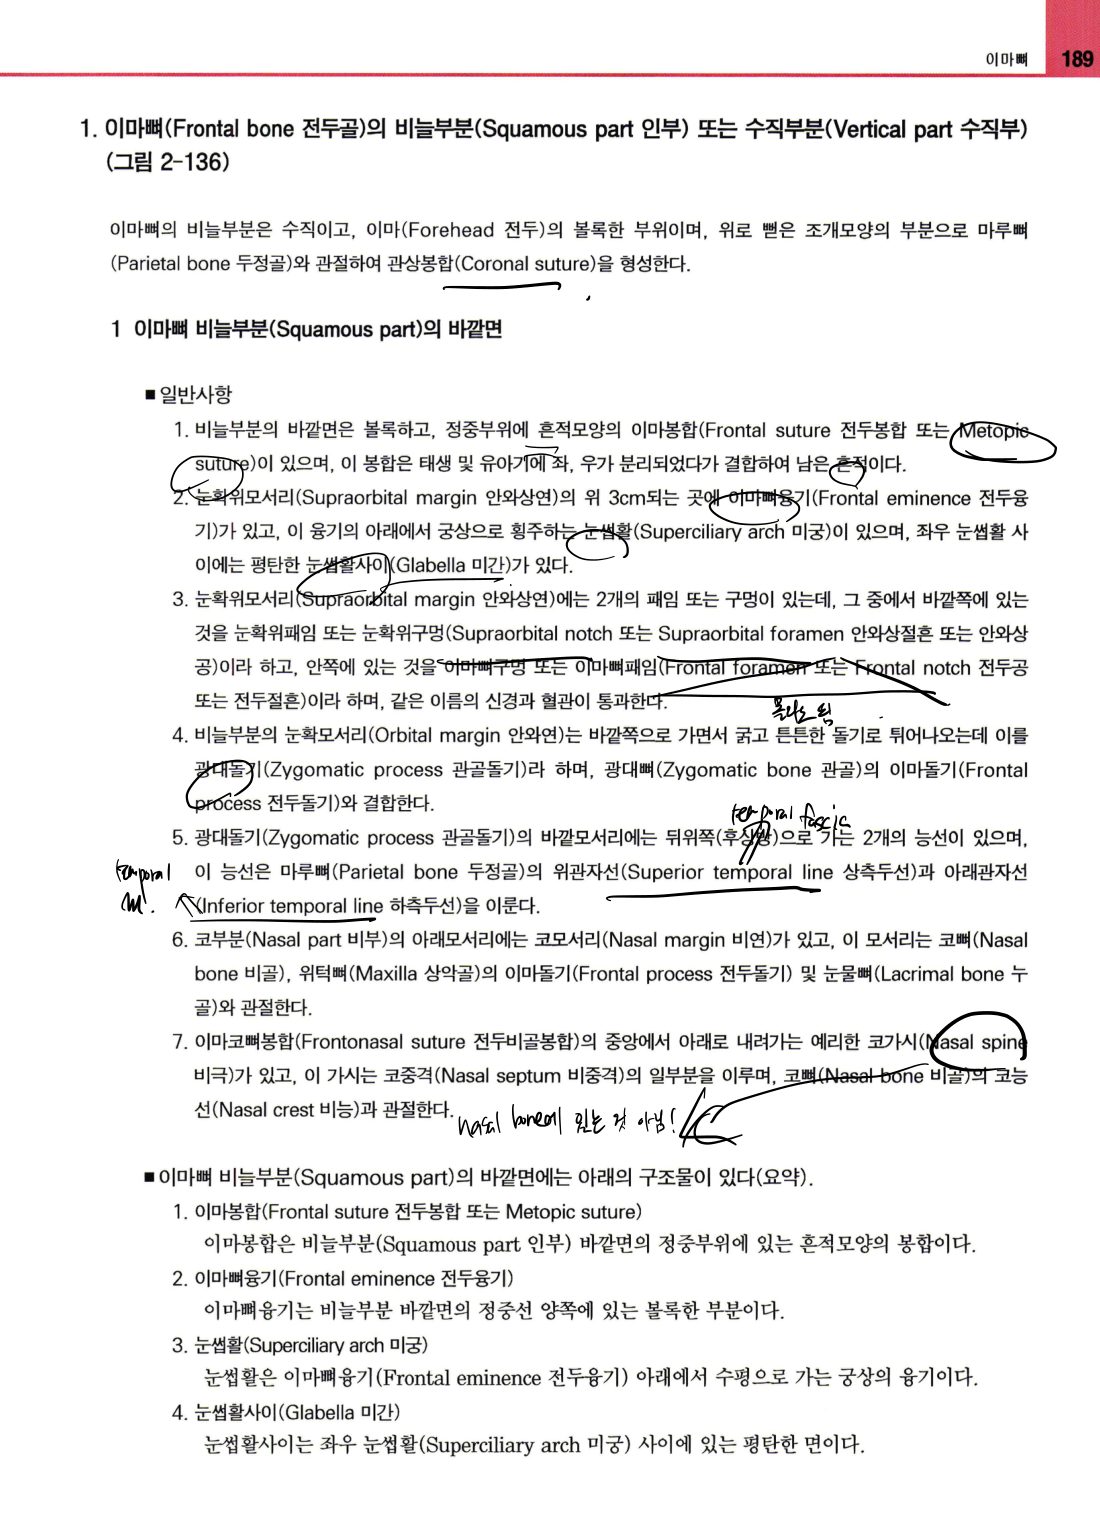 이마뼈 189
1. 이마뼈(Frontal bone 전두골)의 비늘부분(Squamous part 인부) 또는 수직부분(Vertical part 수직부)
(그림 2-136)
이마뼈의 비늘부분은 수직이고, 이마(Forehead 전두)의 볼록한 부위이며, 위로 뻗은 조개모양의 부분으로 마루뼈
(Parietal bone 두정골)와 관절하여 관상봉합(Coronal suture)을 형성한다.
1 이마뼈 비늘부분(Squamous part)의 바깥면
■ 일반사항
1. 비늘부분의 바깥면은 볼록하고, 정중부위에 흔적모양의 이마봉합(Frontal suture 전두봉합 또는 Metopic
suture)이 있으며, 이 봉합은 태생 및 유아기에 좌, 우가 분리되었다가 결합하여 남은 흔적이다.
2. 눈확위모서리(Supraorbital margin 안와상연)의 위 3cm되는 곳에 이마뼈융기(Frontal eminence 전두융
기)가 있고, 이 융기의 아래에서 궁상으로 횡주하는 눈썹활(Superciliary arch 미궁)이 있으며, 좌우 눈썹활 사
이에는 평탄한 눈썹활사이(Glabella 미간)가 있다.
3. 눈확위모서리(Supraorbital margin 안와상연)에는 2개의 패임 또는 구멍이 있는데, 그 중에서 바깥쪽에 있는
것을 눈확위패임 또는 눈확위구멍(Supraorbital notch 또는 Supraorbital foramen 안와상절흔 또는 안와상
공)이라 하고, 안쪽에 있는 것을 이마뼈구멍 또는 이마뼈패임(Frontal foramen 또는 Frontal notch 전두공
또는 전두절흔)이라 하며, 같은 이름의 신경과 혈관이 통과한다.
몰라도 됨
4. 비늘부분의 눈확모서리(Orbital margin 안와연)는 바깥쪽으로 가면서 굵고 튼튼한 돌기로 튀어나오는데 이를
광대돌기(Zygomatic process 관골돌기)라 하며, 광대뼈(Zygomatic bone 관골)의 이마돌기(Frontal
process 전두돌기)와 결합한다.
temporal fascia
5. 광대돌기(Zygomatic process 관골돌기)의 바깥모서리에는 뒤위쪽(후상방)으로 가는 2개의 능선이 있으며,
이 능선은 마루뼈(Parietal bone 두정골)의 위관자선(Superior temporal line 상측두선)과 아래관자선
(Inferior temporal line 하측두선)을 이룬다.
temporal
m.
6. 코부분(Nasal part 비부)의 아래모서리에는 코모서리(Nasal margin 비연)가 있고, 이 모서리는 코뼈(Nasal
bone 비골), 위턱뼈(Maxilla 상악골)의 이마돌기(Frontal process 전두돌기) 및 눈물뼈(Lacrimal bone 누
골)와 관절한다.
7. 이마코뼈봉합(Frontonasal suture 전두비골봉합)의 중앙에서 아래로 내려가는 예리한 코가시(Nasal spine
비극)가 있고, 이 가시는 코중격(Nasal septum 비중격)의 일부분을 이루며, 코뼈(Nasal bone 비골)의 코능
선(Nasal crest 비능)과 관절한다.
nasal bone에 있는 것 아님!
■ 이마뼈 비늘부분(Squamous part)의 바깥면에는 아래의 구조물이 있다(요약).
1. 이마봉합(Frontal suture 전두봉합 또는 Metopic suture)
이마봉합은 비늘부분(Squamous part 인부) 바깥면의 정중부위에 있는 흔적모양의 봉합이다.
2. 이마뼈융기(Frontal eminence 전두융기)
이마뼈융기는 비늘부분 바깥면의 정중선 양쪽에 있는 볼록한 부분이다.
3. 눈썹활(Superciliary arch 미궁)
눈썹활은 이마뼈융기(Frontal eminence 전두융기) 아래에서 수평으로 가는 궁상의 융기이다.
4. 눈썹활사이(Glabella 미간)
눈썹활사이는 좌우 눈썹활(Superciliary arch 미궁) 사이에 있는 평탄한 면이다.